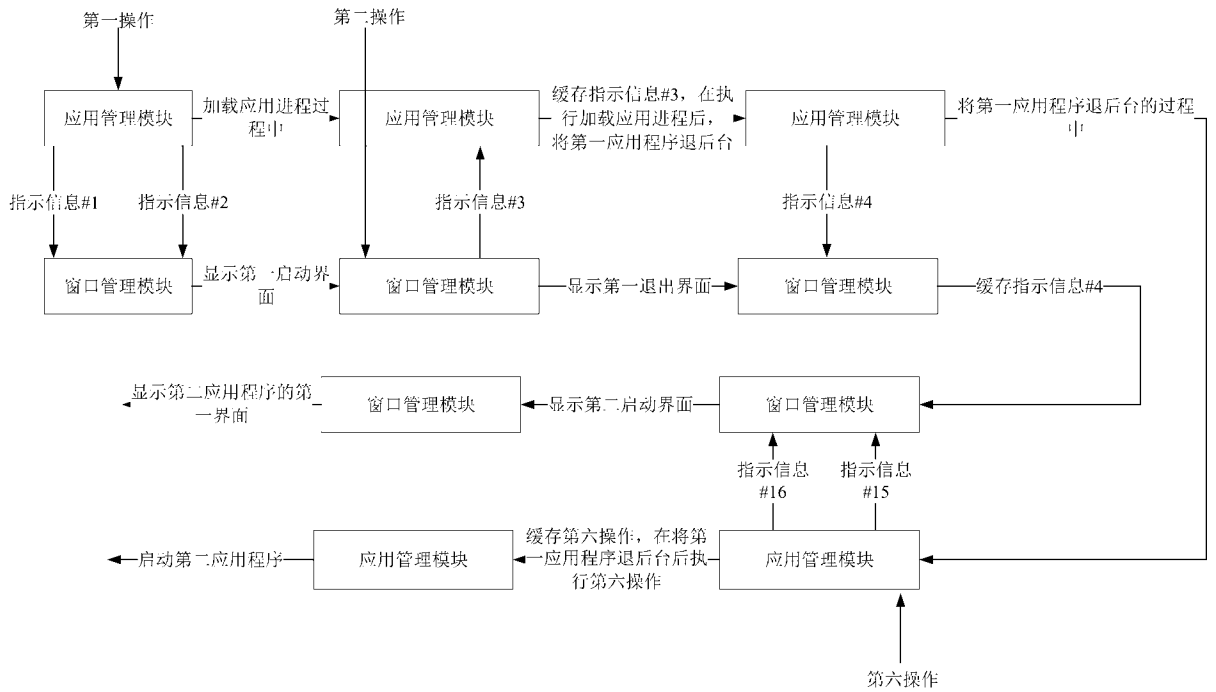 第一操作
第二操作
应用管理模块
加载应用进程过
程中
应用管理模块
缓存指示信息#3，在执
行加载应用进程后，
将第一应用程序退后台
应用管理模块
将第一应用程序退后台的过程
中
指示信息#1
指示信息#2
指示信息#3
指示信息#4
窗口管理模块
显示第一启动界
面
窗口管理模块
显示第一退出界面
窗口管理模块
缓存指示信息#4
显示第二应用程序的第
一界面
窗口管理模块
显示第二启动界面
窗口管理模块
指示信息
#16
指示信息
#15
启动第二应用程序
应用管理模块
缓存第六操作，在将第
一应用程序退后台后执
行第六操作
应用管理模块
第六操作